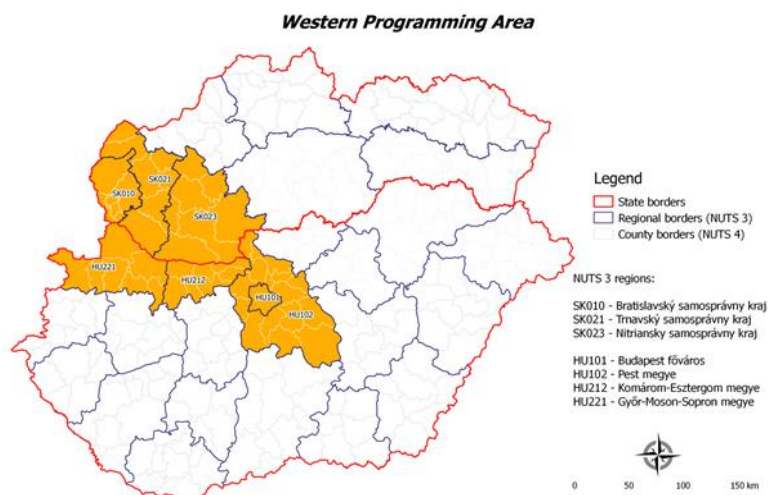 Western Programming Area
SK010
SK021
SK023
HU221
HU212
HU101
HU102
Legend
State borders
Regional borders (NUTS 3)
County borders (NUTS 4)
NUTS 3 regions:
SK010 - Bratislavský samosprávny kraj
SK021 - Trnavský samosprávny kraj
SK023 - Nitriansky samosprávny kraj
HU101 - Budapest főváros
HU102 - Pest megye
HU212 - Komárom-Esztergom megye
HU221 - Győr-Moson-Sopron megye
0 50 100 150 km